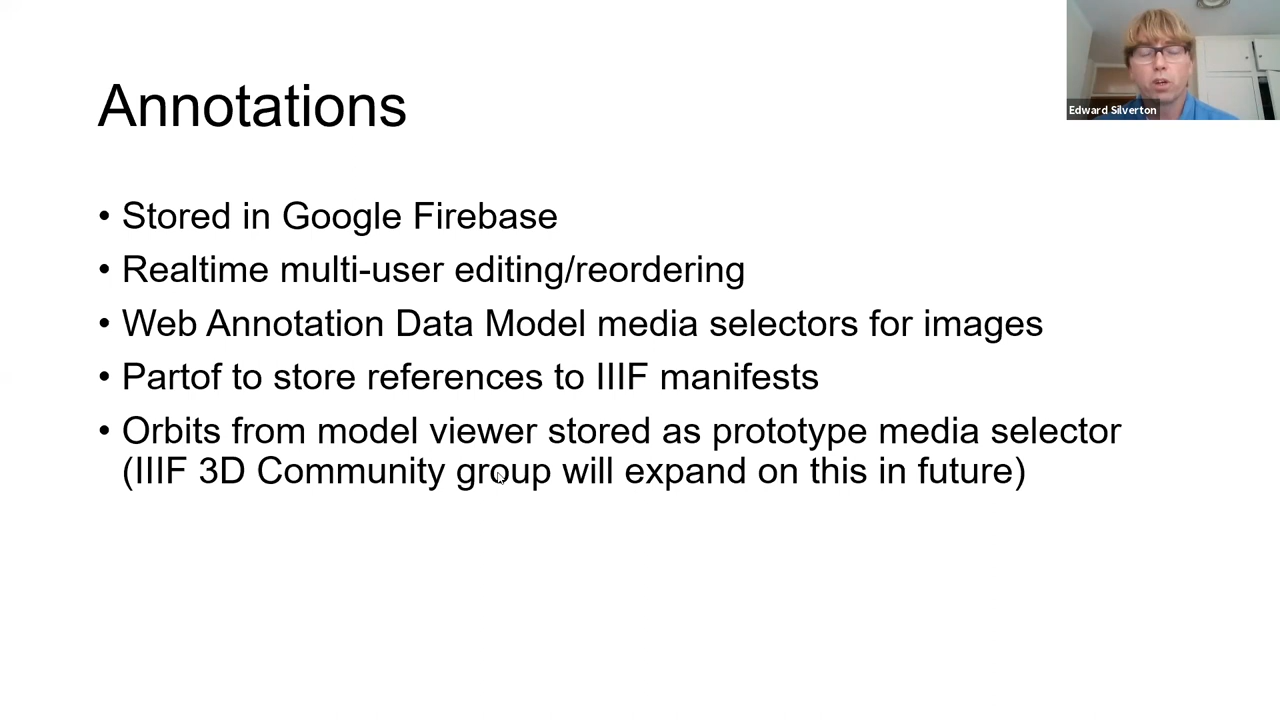 Annotations
Edward Silverton
• Stored in Google Firebase
• Realtime multi-user editing/reordering
• Web Annotation Data Model media selectors for images
• Partof to store references to IIIF manifests
• Orbits from model viewer stored as prototype media selector
(IIIF 3D Community group will expand on this in future)